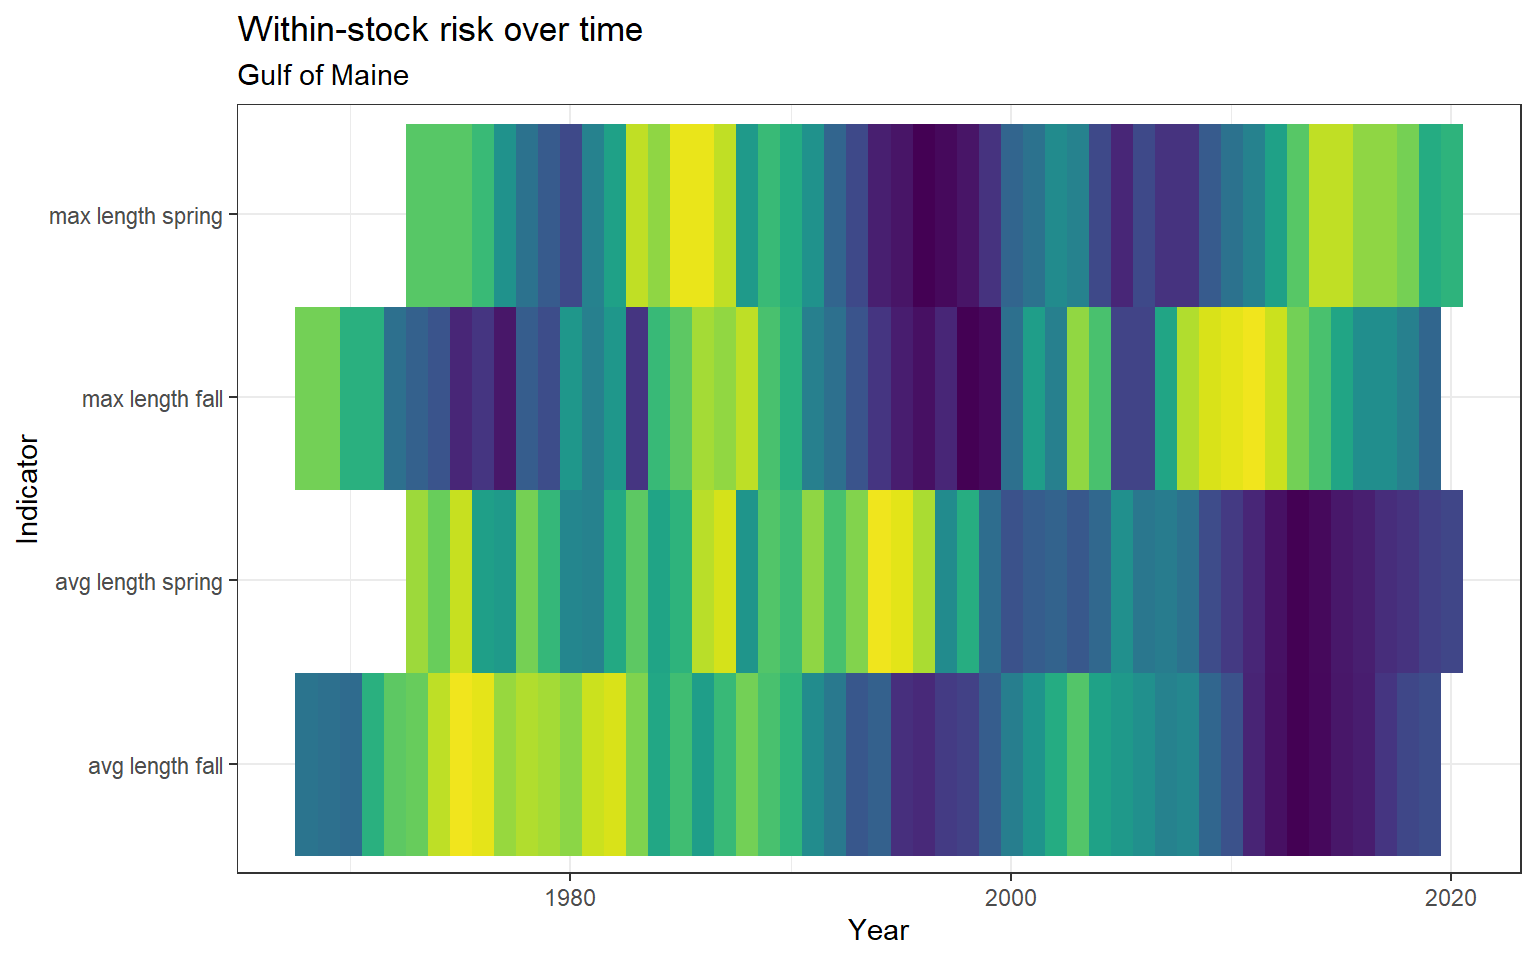 Within-stock risk over time
Gulf of Maine
Indicator
max length spring
max length fall
avg length spring
avg length fall
1980
2000
2020
Year